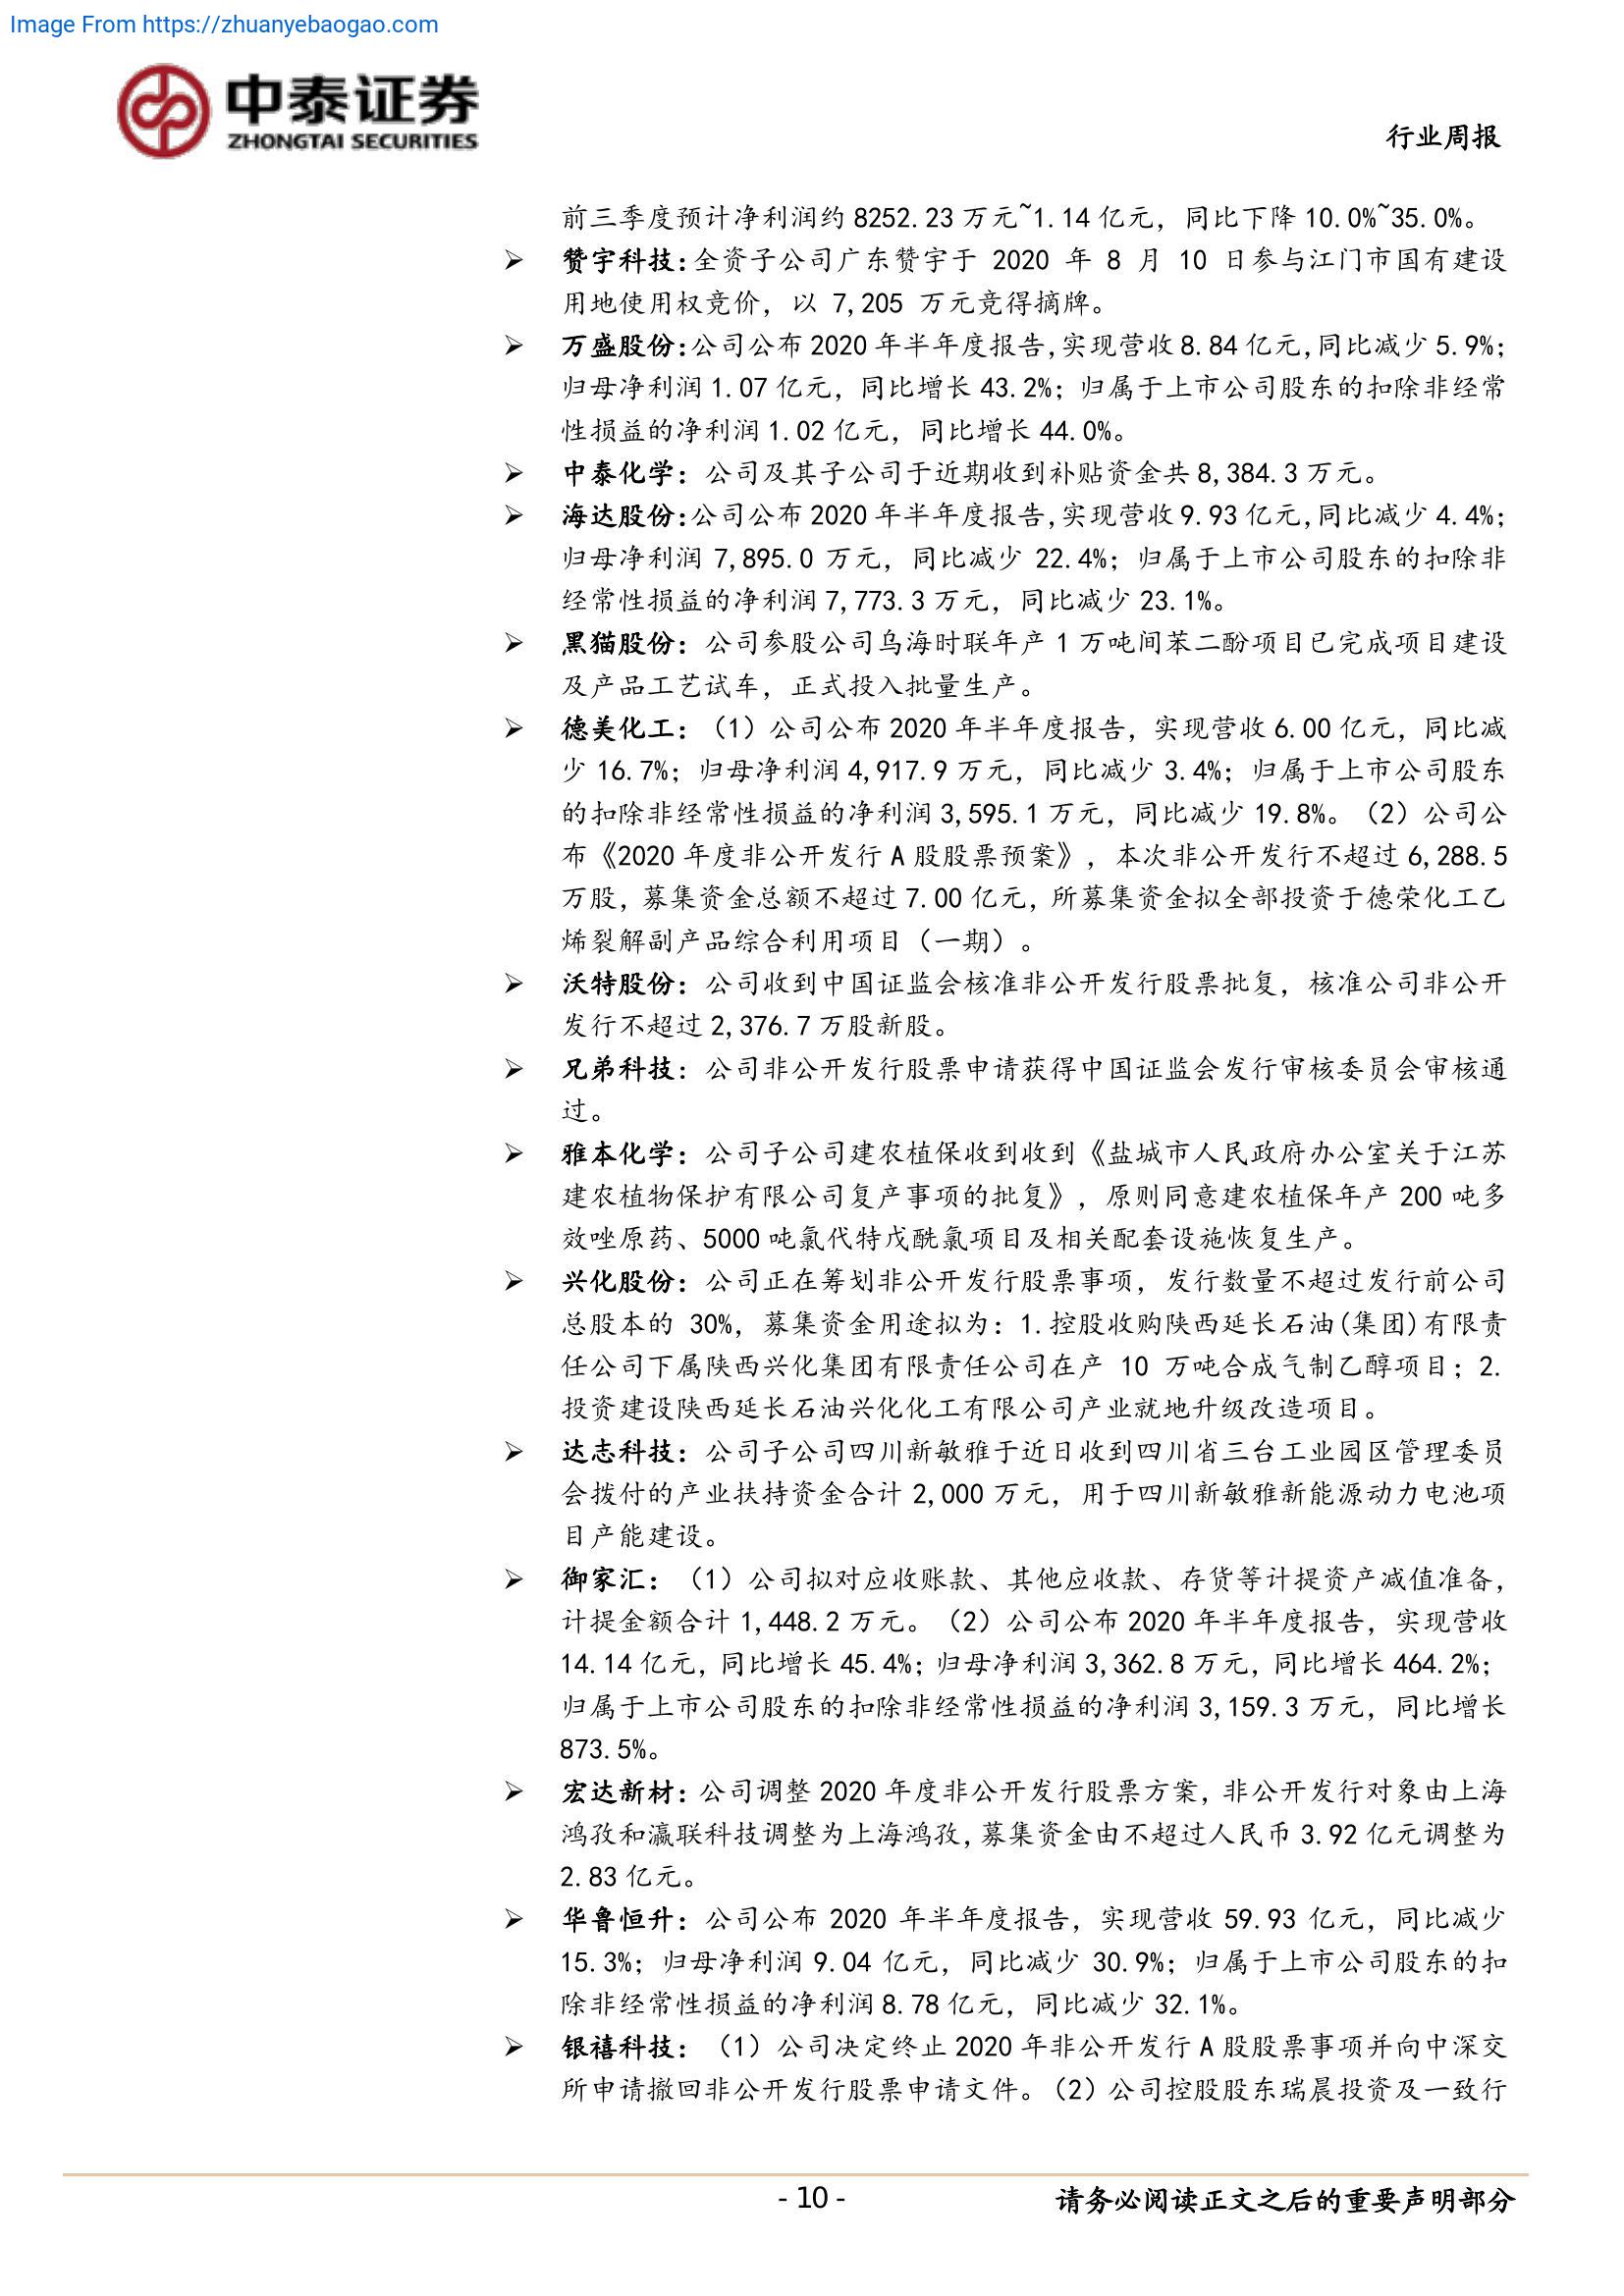 Image From https://zhuanyebaogao.com
中泰证券
ZHONGTAI SECURITIES
行业周报
前三季度预计净利润约 8252.23 万元~1.14 亿元，同比下降 10.0%~35.0%。
➢ 赞宇科技：全资子公司广东赞宇于 2020 年 8 月 10 日参与江门市国有建设
用地使用权竞价，以 7,205 万元竞得摘牌。
➢ 万盛股份：公司公布 2020 年半年度报告，实现营收 8.84 亿元，同比减少 5.9%；
归母净利润 1.07 亿元，同比增长 43.2%；归属于上市公司股东的扣除非经常
性损益的净利润 1.02 亿元，同比增长 44.0%。
➢ 中泰化学：公司及其子公司于近期收到补贴资金共 8,384.3 万元。
➢ 海达股份：公司公布 2020 年半年度报告，实现营收 9.93 亿元，同比减少 4.4%；
归母净利润 7,895.0 万元，同比减少 22.4%；归属于上市公司股东的扣除非
经常性损益的净利润 7,773.3 万元，同比减少 23.1%。
➢ 黑猫股份：公司参股公司乌海时联年产 1 万吨间苯二酚项目已完成项目建设
及产品工艺试车，正式投入批量生产。
➢ 德美化工：（1）公司公布 2020 年半年度报告，实现营收 6.00 亿元，同比减
少 16.7%；归母净利润 4,917.9 万元，同比减少 3.4%；归属于上市公司股东
的扣除非经常性损益的净利润 3,595.1 万元，同比减少 19.8%。（2）公司公
布《2020 年度非公开发行 A 股股票预案》，本次非公开发行不超过 6,288.5
万股，募集资金总额不超过 7.00 亿元，所募集资金拟全部投资于德荣化工乙
烯裂解副产品综合利用项目（一期）。
➢ 沃特股份：公司收到中国证监会核准非公开发行股票批复，核准公司非公开
发行不超过 2,376.7 万股新股。
➢ 兄弟科技：公司非公开发行股票申请获得中国证监会发行审核委员会审核通
过。
➢ 雅本化学：公司子公司建农植保收到收到《盐城市人民政府办公室关于江苏
建农植物保护有限公司复产事项的批复》，原则同意建农植保年产 200 吨多
效唑原药、5000 吨氯代特戊酰氯项目及相关配套设施恢复生产。
➢ 兴化股份：公司正在筹划非公开发行股票事项，发行数量不超过发行前公司
总股本的 30%，募集资金用途拟为：1.控股收购陕西延长石油(集团)有限责
任公司下属陕西兴化集团有限责任公司在产 10 万吨合成气制乙醇项目；2.
投资建设陕西延长石油兴化化工有限公司产业就地升级改造项目。
➢ 达志科技：公司子公司四川新敏雅于近日收到四川省三台工业园区管理委员
会拨付的产业扶持资金合计 2,000 万元，用于四川新敏雅新能源动力电池项
目产能建设。
➢ 御家汇：（1）公司拟对应收账款、其他应收款、存货等计提资产减值准备，
计提金额合计 1,448.2 万元。（2）公司公布 2020 年半年度报告，实现营收
14.14 亿元，同比增长 45.4%；归母净利润 3,362.8 万元，同比增长 464.2%；
归属于上市公司股东的扣除非经常性损益的净利润 3,159.3 万元，同比增长
873.5%。
➢ 宏达新材：公司调整 2020 年度非公开发行股票方案，非公开发行对象由上海
鸿孜和瀛联科技调整为上海鸿孜，募集资金由不超过人民币 3.92 亿元调整为
2.83 亿元。
➢ 华鲁恒升：公司公布 2020 年半年度报告，实现营收 59.93 亿元，同比减少
15.3%；归母净利润 9.04 亿元，同比减少 30.9%；归属于上市公司股东的扣
除非经常性损益的净利润 8.78 亿元，同比减少 32.1%。
➢ 银禧科技：（1）公司决定终止 2020 年非公开发行 A 股股票事项并向中深交
所申请撤回非公开发行股票申请文件。（2）公司控股股东瑞晨投资及一致行
- 10 -
请务必阅读正文之后的重要声明部分